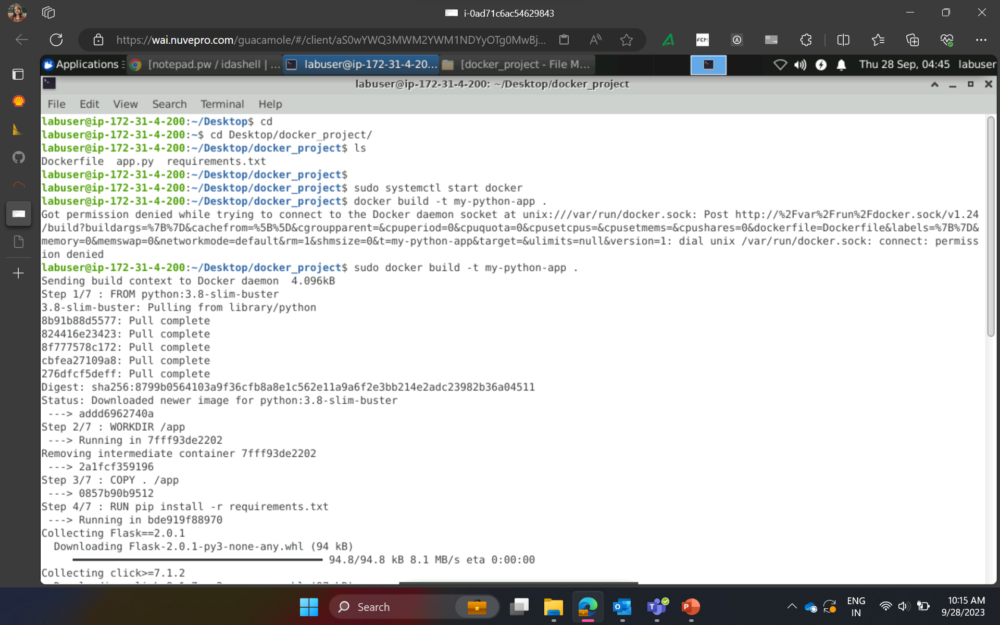 i-0ad71c6ac54629843
https://wai.nuvepro.com/guacamole/#/client/aS0wYWQ3MWM2YWM1NDYyOTg0MwBj...
FCM
Applications
[notepad.pw / idashell | ...
labuser@ip-172-31-4-20...
[docker_project - File M...
Thu 28 Sep, 04:45 labuser
labuser@ip-172-31-4-200: ~/Desktop/docker_project
File Edit View Search Terminal Help
labuser@ip-172-31-4-200:~/Desktop$ cd
labuser@ip-172-31-4-200:~$ cd Desktop/docker_project/
labuser@ip-172-31-4-200:~/Desktop/docker_project$ ls
Dockerfile  app.py  requirements.txt
labuser@ip-172-31-4-200:~/Desktop/docker_project$
labuser@ip-172-31-4-200:~/Desktop/docker_project$ sudo systemctl start docker
labuser@ip-172-31-4-200:~/Desktop/docker_project$ docker build -t my-python-app .
Got permission denied while trying to connect to the Docker daemon socket at unix:///var/run/docker.sock: Post http://%2Fvar%2Frun%2Fdocker.sock/v1.24
/build?buildargs=%7B%7D&cachefrom=%5B%5D&cgroupparent=&cpuperiod=0&cpuquota=0&cpusetcpus=&cpusetmems=&cpushares=0&dockerfile=Dockerfile&labels=%7B%7D&
memory=0&memswap=0&networkmode=default&rm=1&shmsize=0&t=my-python-app&target=&ulimits=null&version=1: dial unix /var/run/docker.sock: connect: permiss
ion denied
labuser@ip-172-31-4-200:~/Desktop/docker_project$ sudo docker build -t my-python-app .
Sending build context to Docker daemon  4.096kB
Step 1/7 : FROM python:3.8-slim-buster
3.8-slim-buster: Pulling from library/python
8b91b88d5577: Pull complete
824416e23423: Pull complete
8f777578c172: Pull complete
cbfea27109a8: Pull complete
276dfcf5deff: Pull complete
Digest: sha256:8799b0564103a9f36cfb8a8e1c562e11a9a6f2e3bb214e2adc23982b36a04511
Status: Downloaded newer image for python:3.8-slim-buster
 ---> addd6962740a
Step 2/7 : WORKDIR /app
 ---> Running in 7fff93de2202
Removing intermediate container 7fff93de2202
 ---> 2a1fcf359196
Step 3/7 : COPY . /app
 ---> 0857b90b9512
Step 4/7 : RUN pip install -r requirements.txt
 ---> Running in bde919f88970
Collecting Flask==2.0.1
  Downloading Flask-2.0.1-py3-none-any.whl (94 kB)
94.8/94.8 kB 8.1 MB/s eta 0:00:00
Collecting click>=7.1.2
Search
ENG
IN
10:15 AM
9/28/2023